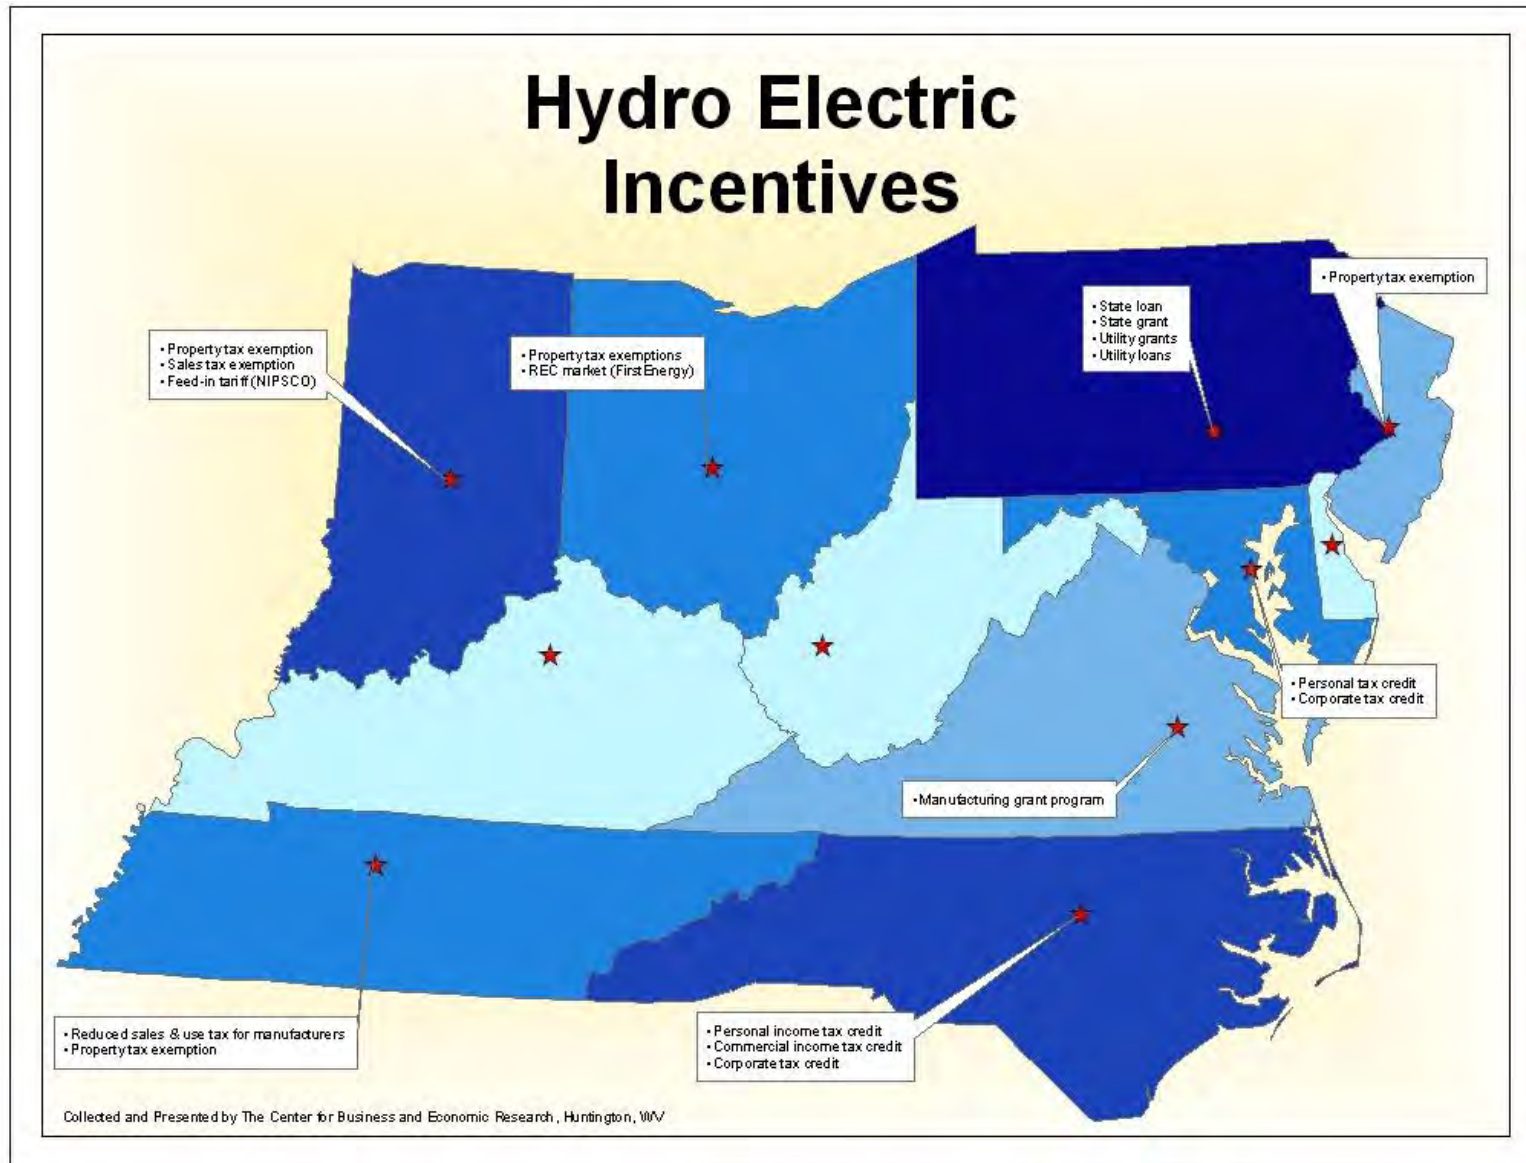 Hydro Electric
Incentives
• Property tax exemption
• Sales tax exemption
• Feed-in tariff (NIPSCO)
• Property tax exemptions
• REC market (FirstEnergy)
• State loan
• State grant
• Utility grants
• Utility loans
• Property tax exemption
• Personal tax credit
• Corporate tax credit
• Manufacturing grant program
• Reduced sales & use tax for manufacturers
• Property tax exemption
• Personal income tax credit
• Commercial income tax credit
• Corporate tax credit
Collected and Presented by The Center for Business and Economic Research, Huntington, WV